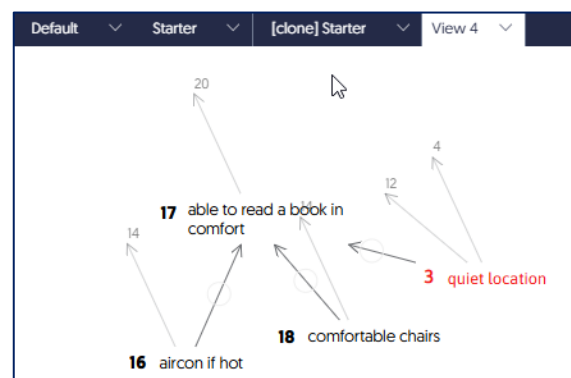 Default Starter [clone] Starter View 4
20
4
12
17 able to read a book in
comfort
14
14
3 quiet location
18 comfortable chairs
16 aircon if hot